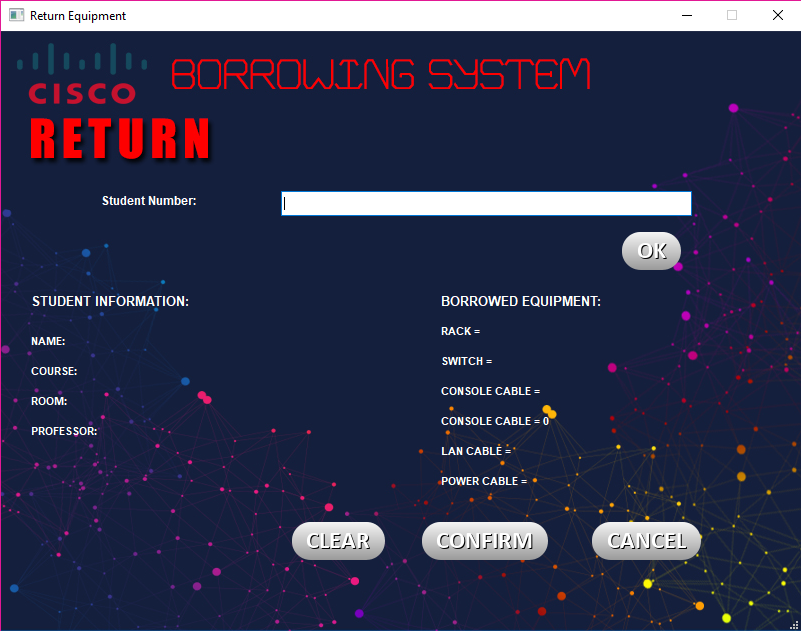 Return Equipment
CISCO
BORROWING SYSTEM
RETURN
Student Number:
OK
STUDENT INFORMATION:
NAME:
COURSE:
ROOM:
PROFESSOR:
BORROWED EQUIPMENT:
RACK =
SWITCH =
CONSOLE CABLE =
CONSOLE CABLE = 0
LAN CABLE =
POWER CABLE =
CLEAR
CONFIRM
CANCEL